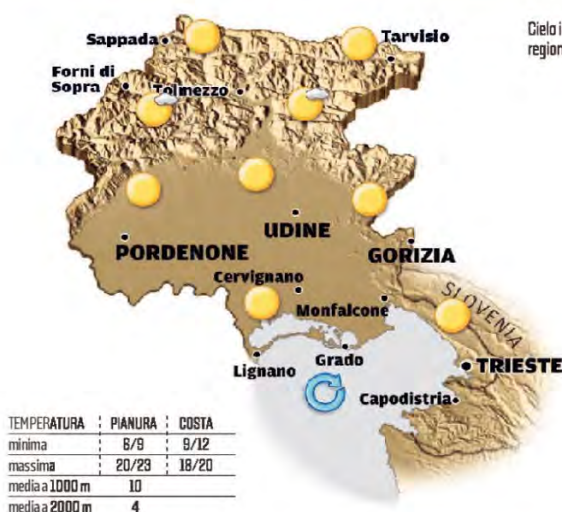 Sappada
Tarvisio
Cielo i
region
Forni di
Sopra
Tolmezzo
UDINE
PORDENONE
GORIZIA
Cervignano
Monfalcone
SLOVENIA
Lignano
Grado
TRIESTE
Capodistria
TEMPERATURA PIANURA COSTA
minima 6/9 9/12
massima 20/23 18/20
media a 1000 m 10
media a 2000 m 4